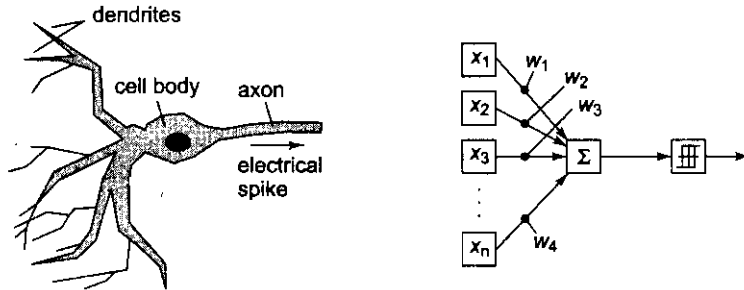 dendrites
cell body
axon
electrical
spike
x1
x2
x3
xn
w1
w2
w3
w4
Σ